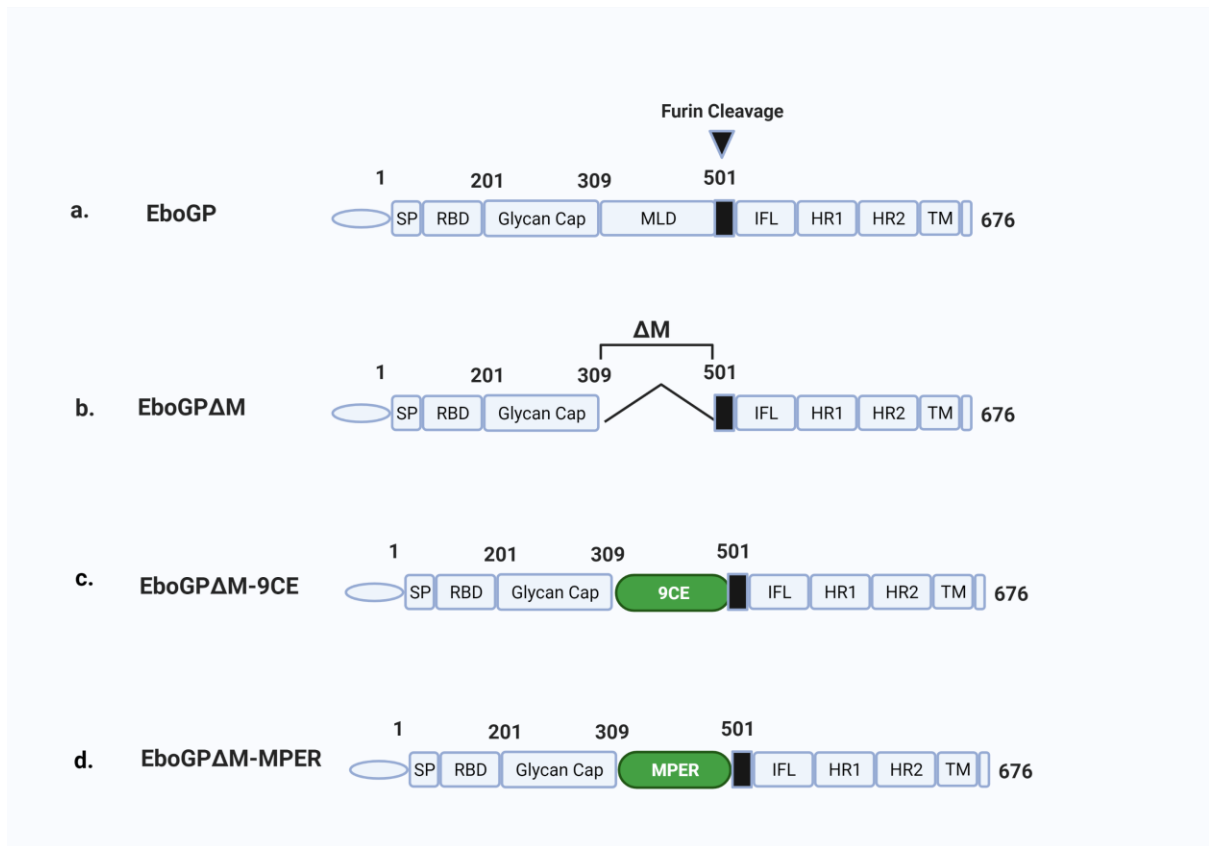 Furin Cleavage
1 201 309 501
a. EboGP SP RBD Glycan Cap MLD IFL HR1 HR2 TM 676
ΔM
1 201 309 501
b. EboGPΔM SP RBD Glycan Cap IFL HR1 HR2 TM 676
1 201 309 501
c. EboGPΔM-9CE SP RBD Glycan Cap 9CE IFL HR1 HR2 TM 676
1 201 309 501
d. EboGPΔM-MPER SP RBD Glycan Cap MPER IFL HR1 HR2 TM 676